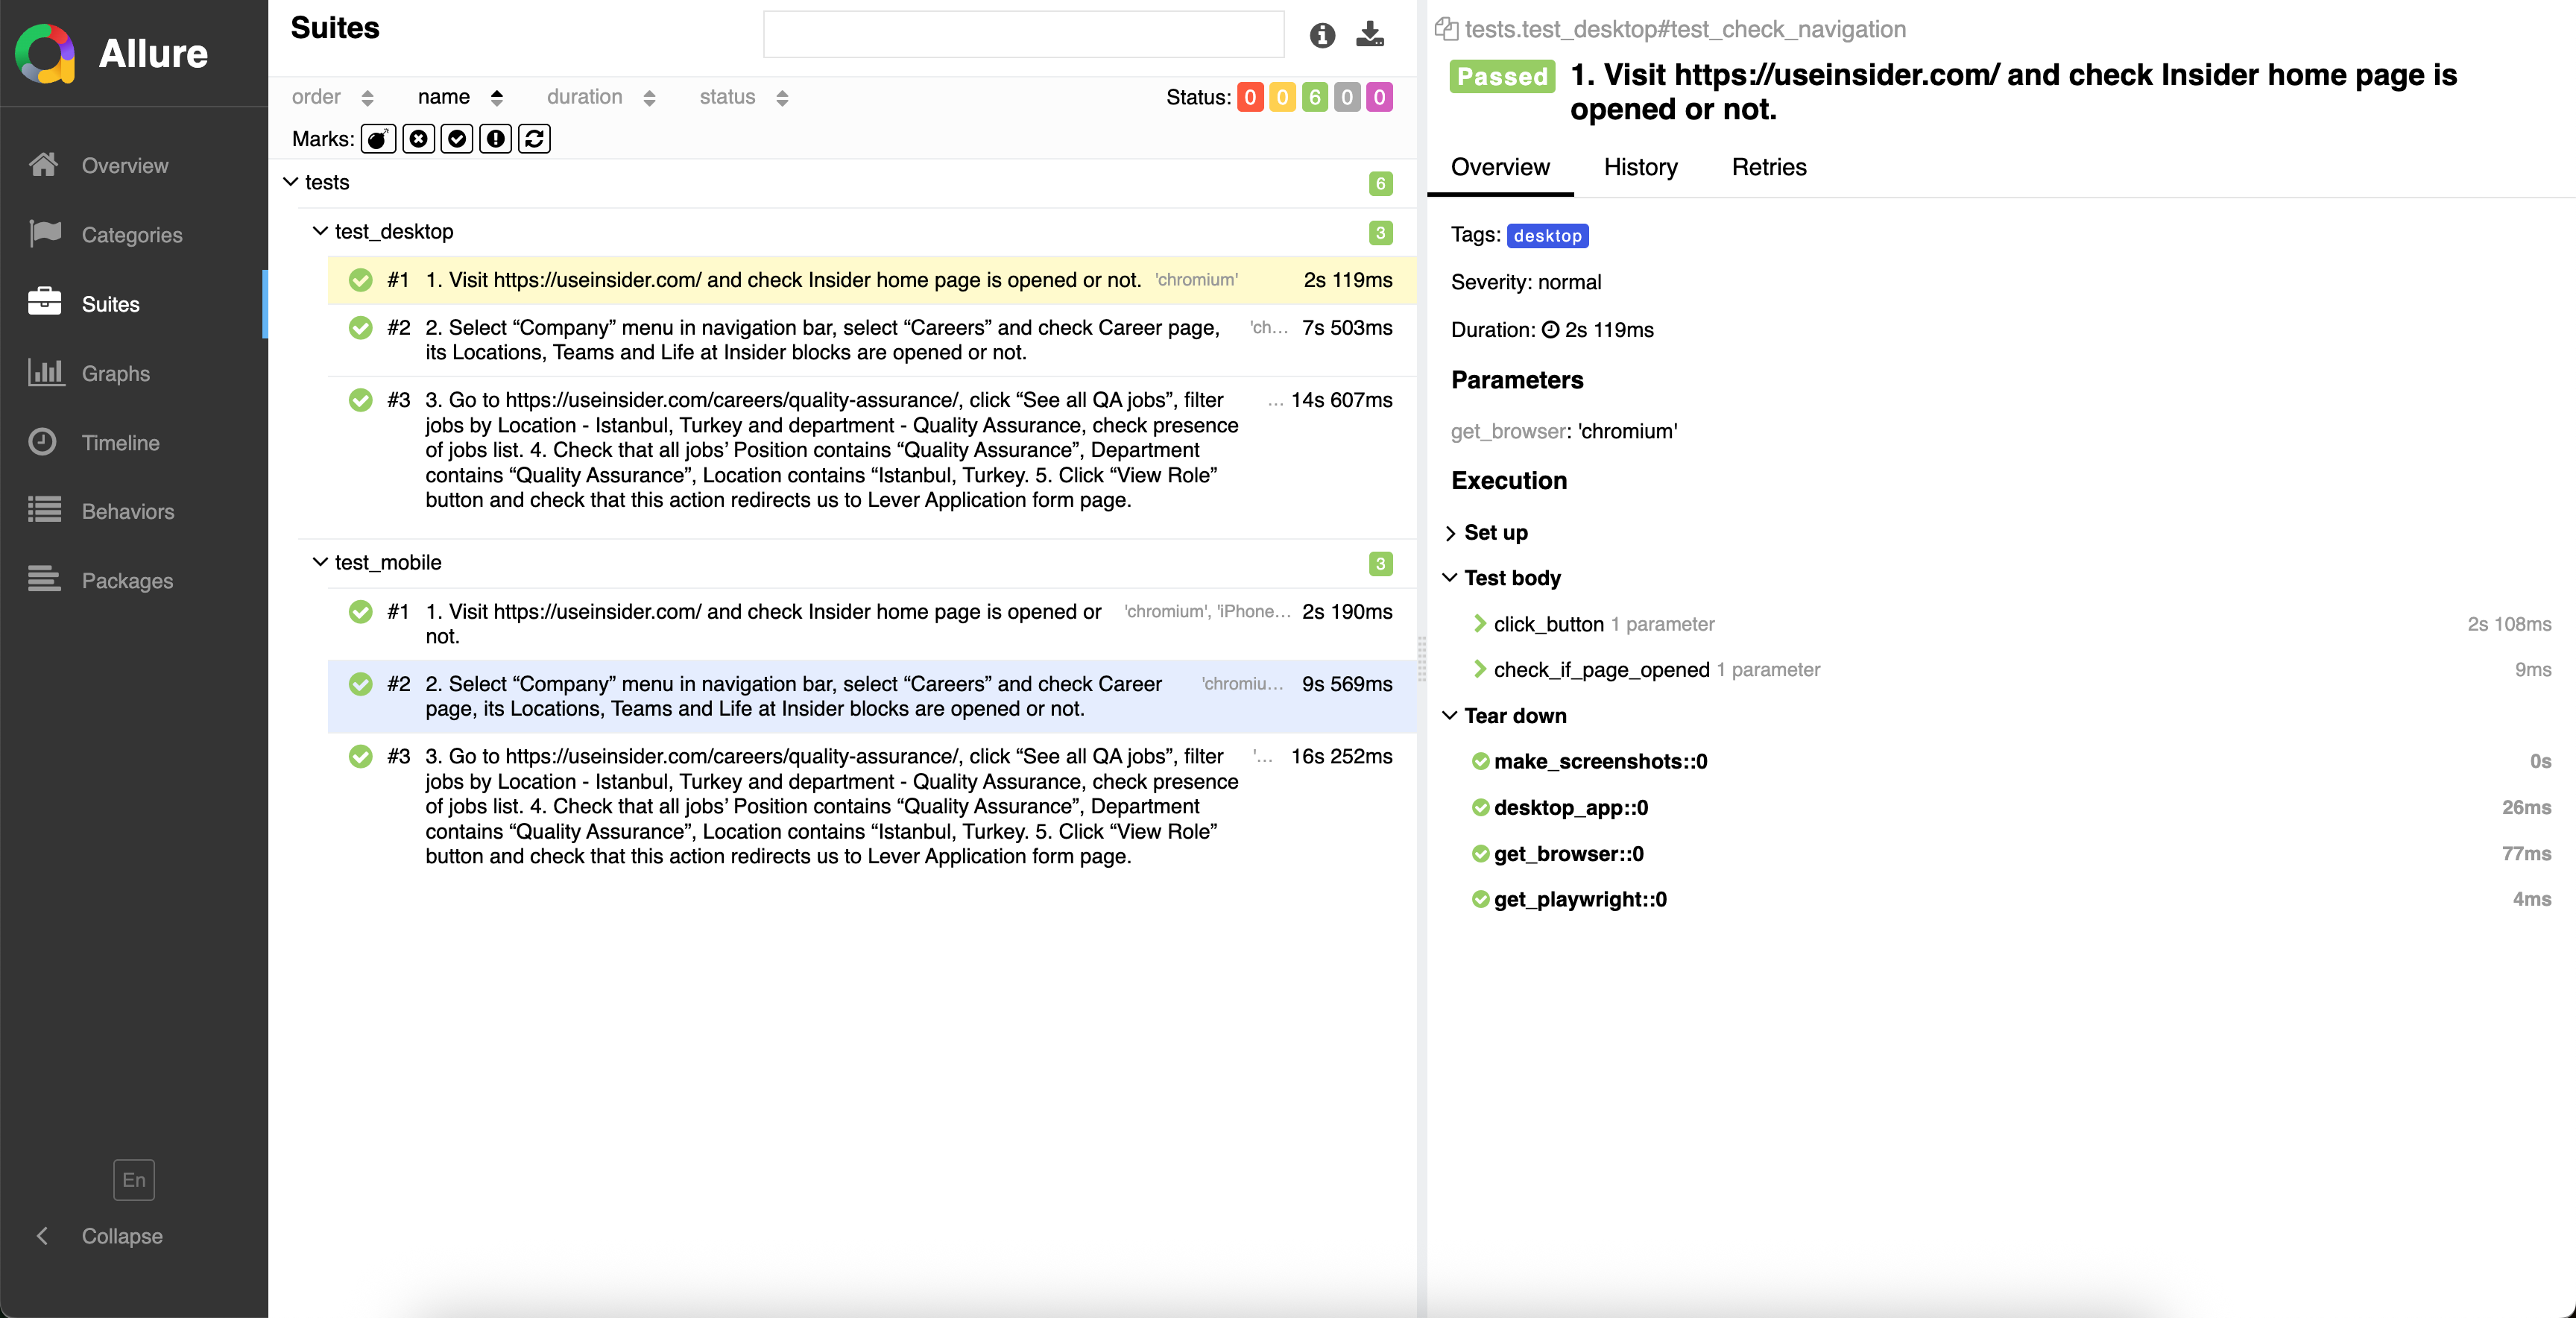 Allure
Overview
Categories
Suites
Graphs
Timeline
Behaviors
Packages
En
Collapse
Suites
order name duration status
Status: 0 0 6 0 0
Marks:
tests 6
test_desktop 3
#1 1. Visit https://useinsider.com/ and check Insider home page is opened or not. 'chromium' 2s 119ms
#2 2. Select “Company” menu in navigation bar, select “Careers” and check Career page, 'ch... 7s 503ms
its Locations, Teams and Life at Insider blocks are opened or not.
#3 3. Go to https://useinsider.com/careers/quality-assurance/, click “See all QA jobs”, filter ... 14s 607ms
jobs by Location - Istanbul, Turkey and department - Quality Assurance, check presence
of jobs list. 4. Check that all jobs’ Position contains “Quality Assurance”, Department
contains “Quality Assurance”, Location contains “Istanbul, Turkey. 5. Click “View Role”
button and check that this action redirects us to Lever Application form page.
test_mobile 3
#1 1. Visit https://useinsider.com/ and check Insider home page is opened or 'chromium', 'iPhone... 2s 190ms
not.
#2 2. Select “Company” menu in navigation bar, select “Careers” and check Career 'chromiu... 9s 569ms
page, its Locations, Teams and Life at Insider blocks are opened or not.
#3 3. Go to https://useinsider.com/careers/quality-assurance/, click “See all QA jobs”, filter '... 16s 252ms
jobs by Location - Istanbul, Turkey and department - Quality Assurance, check presence
of jobs list. 4. Check that all jobs’ Position contains “Quality Assurance”, Department
contains “Quality Assurance”, Location contains “Istanbul, Turkey. 5. Click “View Role”
button and check that this action redirects us to Lever Application form page.
tests.test_desktop#test_check_navigation
Passed 1. Visit https://useinsider.com/ and check Insider home page is
opened or not.
Overview History Retries
Tags: desktop
Severity: normal
Duration: 2s 119ms
Parameters
get_browser: 'chromium'
Execution
Set up
Test body
click_button 1 parameter 2s 108ms
check_if_page_opened 1 parameter 9ms
Tear down
make_screenshots::0 0s
desktop_app::0 26ms
get_browser::0 77ms
get_playwright::0 4ms